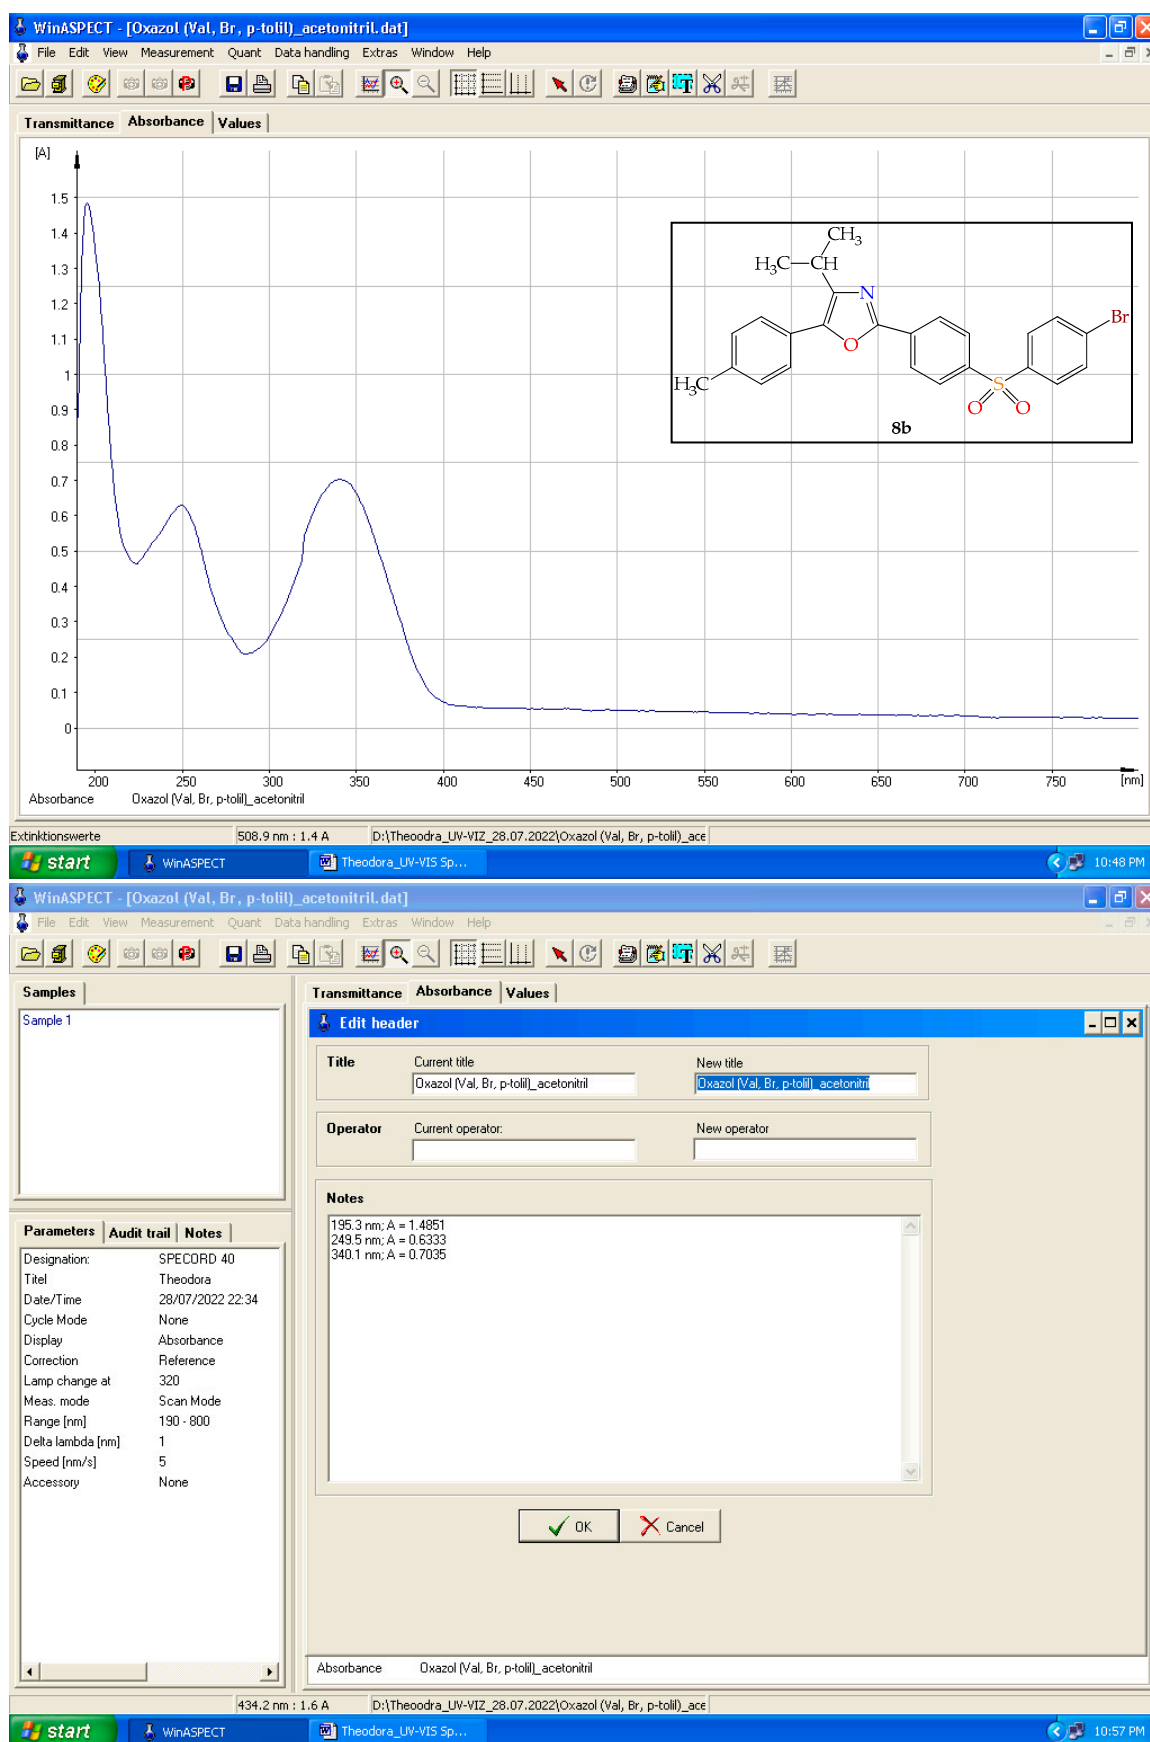 WinASPECT - [Oxazol (Val, Br, p-tolil)_acetonitril.dat]
File Edit View Measurement Quant Data handling Extras Window Help
Transmittance Absorbance Values
[A]
1.5
1.4
1.3
1.2
1.1
1
0.9
0.8
0.7
0.6
0.5
0.4
0.3
0.2
0.1
0
CH3
H3C CH
N
Br
O
H3C
S
O O
8b
200 250 300 350 400 450 500 550 600 650 700 750 [nm]
Absorbance Oxazol (Val, Br, p-tolil)_acetonitril
Extinktionswerte 508.9 nm : 1.4 A D:\Theoodra_UV-VIZ_28.07.2022\Oxazol (Val, Br, p-tolil)_ace
start WinASPECT Theodora_UV-VIS Sp... 10:48 PM
WinASPECT - [Oxazol (Val, Br, p-tolil)_acetonitril.dat]
File Edit View Measurement Quant Data handling Extras Window Help
Samples
Sample 1
Transmittance Absorbance Values
Edit header
Title Current title New title
Oxazol (Val, Br, p-tolil)_acetonitril Oxazol (Val, Br, p-tolil)_acetonitril
Operator Current operator: New operator
Notes
195.3 nm; A = 1.4851
249.5 nm; A = 0.6333
340.1 nm; A = 0.7035
Parameters Audit trail Notes
Designation: SPECORD 40
Titel Theodora
Date/Time 28/07/2022 22:34
Cycle Mode None
Display Absorbance
Correction Reference
Lamp change at 320
Meas. mode Scan Mode
Range [nm] 190 - 800
Delta lambda [nm] 1
Speed [nm/s] 5
Accessory None
OK Cancel
Absorbance Oxazol (Val, Br, p-tolil)_acetonitril
434.2 nm : 1.6 A D:\Theoodra_UV-VIZ_28.07.2022\Oxazol (Val, Br, p-tolil)_ace
start WinASPECT Theodora_UV-VIS Sp... 10:57 PM